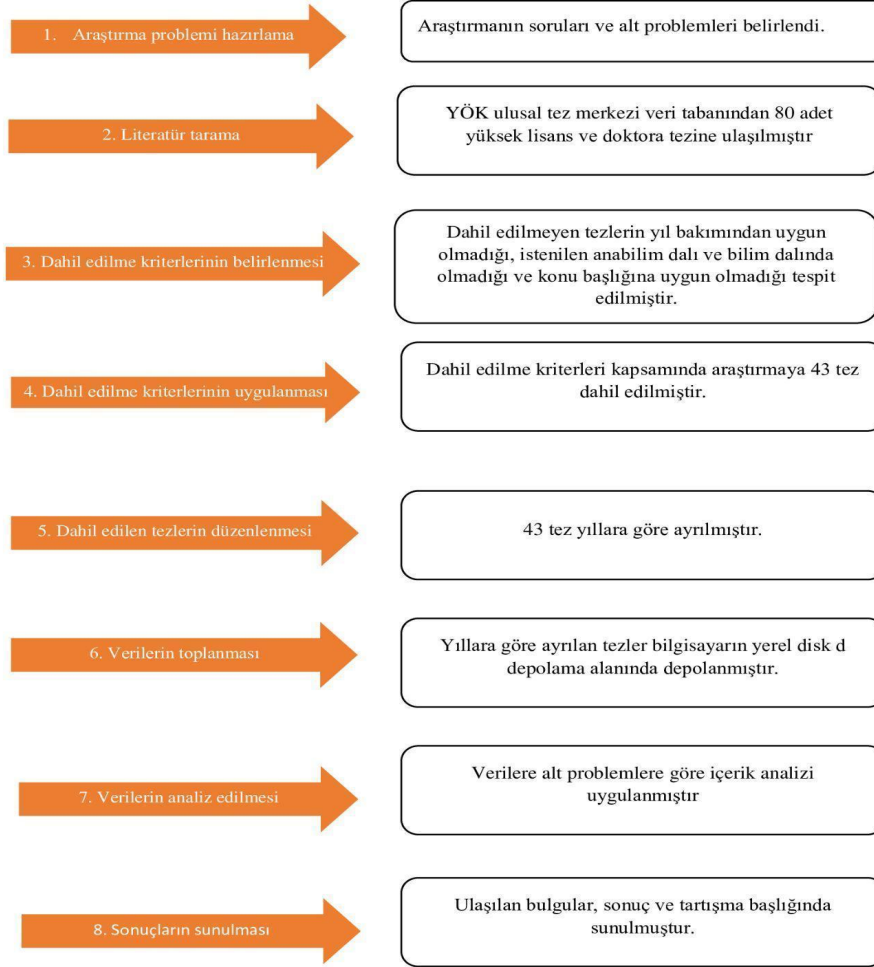 1. Araştırma problemi hazırlama
Araştırmanın soruları ve alt problemleri belirlendi.
2. Literatür tarama
YÖK ulusal tez merkezi veri tabanından 80 adet
yüksek lisans ve doktora tezine ulaşılmıştır
3. Dahil edilme kriterlerinin belirlenmesi
Dahil edilmeyen tezlerin yıl bakımından uygun
olmadığı, istenilen anabilim dalı ve bilim dalında
olmadığı ve konu başlığına uygun olmadığı tespit
edilmiştir.
4. Dahil edilme kriterlerinin uygulanması
Dahil edilme kriterleri kapsamında araştırmaya 43 tez
dahil edilmiştir.
5. Dahil edilen tezlerin düzenlenmesi
43 tez yıllara göre ayrılmıştır.
6. Verilerin toplanması
Yıllara göre ayrılan tezler bilgisayarın yerel disk d
depolama alanında depolanmıştır.
7. Verilerin analiz edilmesi
Verilere alt problemlere göre içerik analizi
uygulanmıştır
8. Sonuçların sunulması
Ulaşılan bulgular, sonuç ve tartışma başlığında
sunulmuştur.